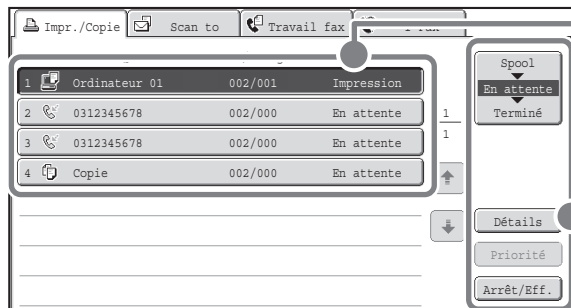 Impr./Copie Scan to Travail fax
1 Ordinateur 01 002/001 Impression
2 0312345678 002/000 En attente
3 0312345678 002/000 En attente
4 Copie 002/000 En attente
1
1
Spool
En attente
Terminé
Détails
Priorité
Arrêt/Eff.